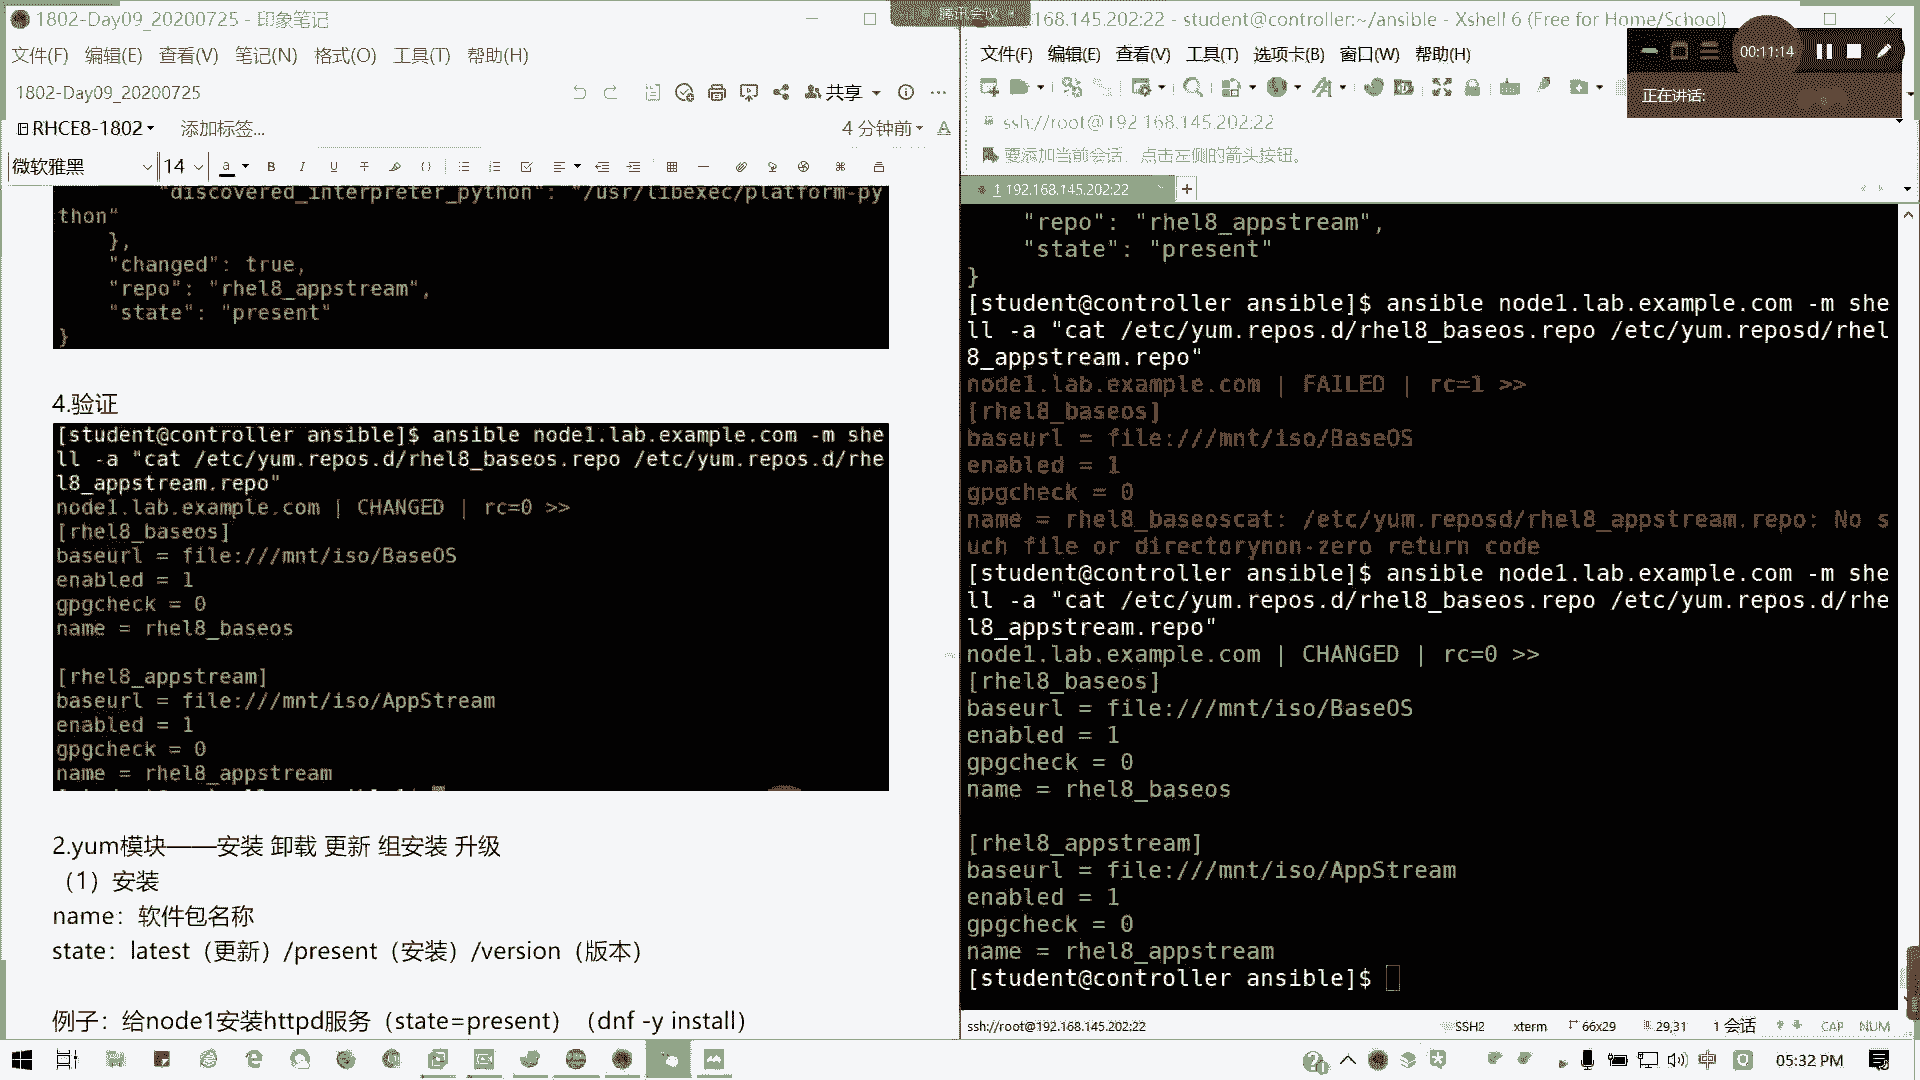 1802-Day09_20200725 - 印象笔记
文件(F) 编辑(E) 查看(V) 笔记(N) 格式(O) 工具(T) 帮助(H)
1802-Day09_20200725
共享
RHCE8-1802
添加标签...
4 分钟前
微软雅黑
14
"discovered_interpreter_python": "/usr/libexec/platform-py
thon"
},
"changed": true,
"repo": "rhel8_appstream",
"state": "present"
}
4.验证
[student@controller ansible]$ ansible node1.lab.example.com -m she
ll -a "cat /etc/yum.repos.d/rhel8_baseos.repo /etc/yum.repos.d/rhe
l8_appstream.repo"
node1.lab.example.com | CHANGED | rc=0 >>
[rhel8_baseos]
baseurl = file:///mnt/iso/BaseOS
enabled = 1
gpgcheck = 0
name = rhel8_baseos
[rhel8_appstream]
baseurl = file:///mnt/iso/AppStream
enabled = 1
gpgcheck = 0
name = rhel8_appstream
2.yum模块——安装 卸载 更新 组安装 升级
（1）安装
name：软件包名称
state：latest（更新）/present（安装）/version（版本）
例子：给node1安装httpd服务（state=present）（dnf -y install）
腾讯会议
168.145.202:22 - student@controller:~/ansible - Xshell 6 (Free for Home/School)
文件(F) 编辑(E) 查看(V) 工具(T) 选项卡(B) 窗口(W) 帮助(H)
00:11:14
正在讲话:
ssh://root@192.168.145.202:22
要添加当前会话，点击左侧的箭头按钮。
1 192.168.145.202:22
"repo": "rhel8_appstream",
"state": "present"
}
[student@controller ansible]$ ansible node1.lab.example.com -m she
ll -a "cat /etc/yum.repos.d/rhel8_baseos.repo /etc/yum.reposd/rhel
8_appstream.repo"
node1.lab.example.com | FAILED | rc=1 >>
[rhel8_baseos]
baseurl = file:///mnt/iso/BaseOS
enabled = 1
gpgcheck = 0
name = rhel8_baseoscat: /etc/yum.reposd/rhel8_appstream.repo: No s
uch file or directorynon-zero return code
[student@controller ansible]$ ansible node1.lab.example.com -m she
ll -a "cat /etc/yum.repos.d/rhel8_baseos.repo /etc/yum.repos.d/rhe
l8_appstream.repo"
node1.lab.example.com | CHANGED | rc=0 >>
[rhel8_baseos]
baseurl = file:///mnt/iso/BaseOS
enabled = 1
gpgcheck = 0
name = rhel8_baseos
[rhel8_appstream]
baseurl = file:///mnt/iso/AppStream
enabled = 1
gpgcheck = 0
name = rhel8_appstream
[student@controller ansible]$
ssh://root@192.168.145.202:22
SSH2
xterm
66x29
29,31
1 会话
CAP
NUM
中
05:32 PM